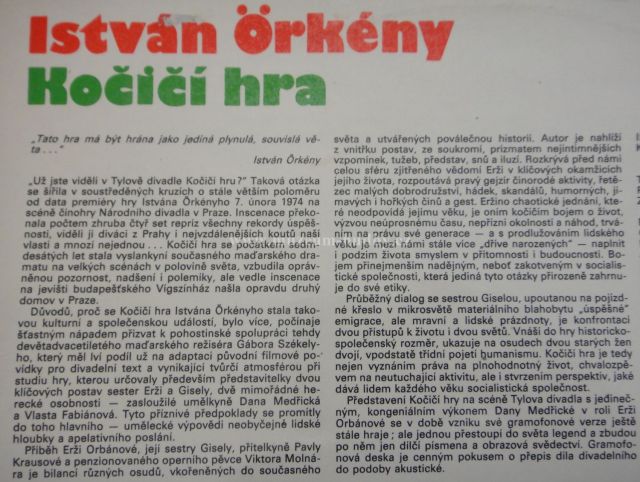 István Örkény
Kočičí hra
„Tato hra má být hrána jako jediná plynulá, souvislá vě-
ta . . .“
István Örkény
„Už jste viděli v Tylově divadle Kočičí hru?“ Taková otázka
se šířila v soustředěných kruzích o stále větším poloměru
od data premiéry hry Istvána Örkényho 7. února 1974 na
scéně činohry Národního divadla v Praze. Inscenace překo-
nala počtem zhruba čtyř set repríz všechny rekordy úspěš-
nosti, viděli ji diváci z Prahy i nejvzdálenějších koutů naší
vlasti a mnozí nejednou . . . Kočičí hra se
desátých let stala vyslankyní současného maďarského dra-
matu na velkých scénách v polovině světa, vzbudila opráv-
něnou pozornost, nadšení i polemiky, ale vedle inscenace
na jevišti budapešťského Vígszínház našla opravdu druhý
domov v Praze.
Důvodů, proč se Kočičí hra Istvána Örkényho stala tako-
vou kulturní a společenskou událostí, bylo více, počínaje
šťastným nápadem přizvat k pohostinské spolupráci tehdy
devětadvacetiletého maďarského režiséra Gábora Székely-
ho, který měl lví podíl už na adaptaci původní filmové po-
vídky pro divadelní text a vynikající tvůrčí atmosférou při
studiu hry, kterou určovaly především představitelky dvou
klíčových postav sester Erži a Gisely, dvě mimořádné here-
cké osobnosti — zasloužilé umělkyně Dana Medřická
a Vlasta Fabiánová. Tyto příznivé předpoklady se promítly
do toho hlavního — umělecké výpovědi neobyčejné lidské
hloubky a apelativního poslání.
Příběh Erži Orbánové, její sestry Gisely, přítelkyně Pavly
Krausové a penzionovaného operního pěvce Viktora Molná-
ra je bilancí různých osudů, vkořeněných do současného
světa a utvářených poválečnou historií. Autor je nahlíží
z vnitřku postav, ze soukromí, prizmatem nejintimnějších
vzpomínek, tužeb, představ, snů a iluzí. Rozkrývá před námi
celou sféru zjitřeného vědomí Erži v klíčových okamžicích
jejího života, rozpoutává pravý gejzír činorodé aktivity, řetě-
zec malých dobrodružství, hádek, skandálů, humorných, jí-
mavých i hořkých činů a gest. Eržino chaotické jednání, kte-
ré neodpovídá jejímu věku, je oním kočičím bojem o život,
výzvou neúprosnému času, nepřízni okolností a náhod, trvá-
ním na právu své generace — a s prodlužováním lidského
věku je mezi námi stále více „dříve narozených“ — naplnit
i podzim života smyslem v přítomnosti i budoucnosti. Bo-
jem přinejmenším nadějným, neboť zakotveným v socialis-
tické společnosti, která jedině tyto otázky přirozeně zahrnu-
je do své etiky.
Průběžný dialog se sestrou Giselou, upoutanou na pojízd-
né křeslo v mikrosvětě materiálního blahobytu „úspěšné“
emigrace, ale mravní a lidské prázdnoty, je konfrontací
dvou přístupů k životu i dvou světů. Vnáší do hry historicko-
společenský rozměr, ukazuje na osudech dvou starých žen
dvojí, vpodstatě třídní pojetí humanismu. Kočičí hra je tedy
nejen vyznáním práva na plnohodnotný život, chvalozpě-
vem na neutuchající aktivitu, ale i stvrzením perspektiv, jaké
dává lidem každého věku socialistická společnost.
Představení Kočičí hry na scéně Tylova divadla s jedineč-
ným, kongeniálním výkonem Dany Medřické v roli Erži
Orbánové se v době vzniku své gramofonové verze ještě
stále hraje; ale jednou přestoupí do světa legend a zbudou
po něm jen dílčí písmena a obrazová svědectví. Gramofo-
nová deska je cenným pokusem o přepis díla divadelního
do podoby akustické.